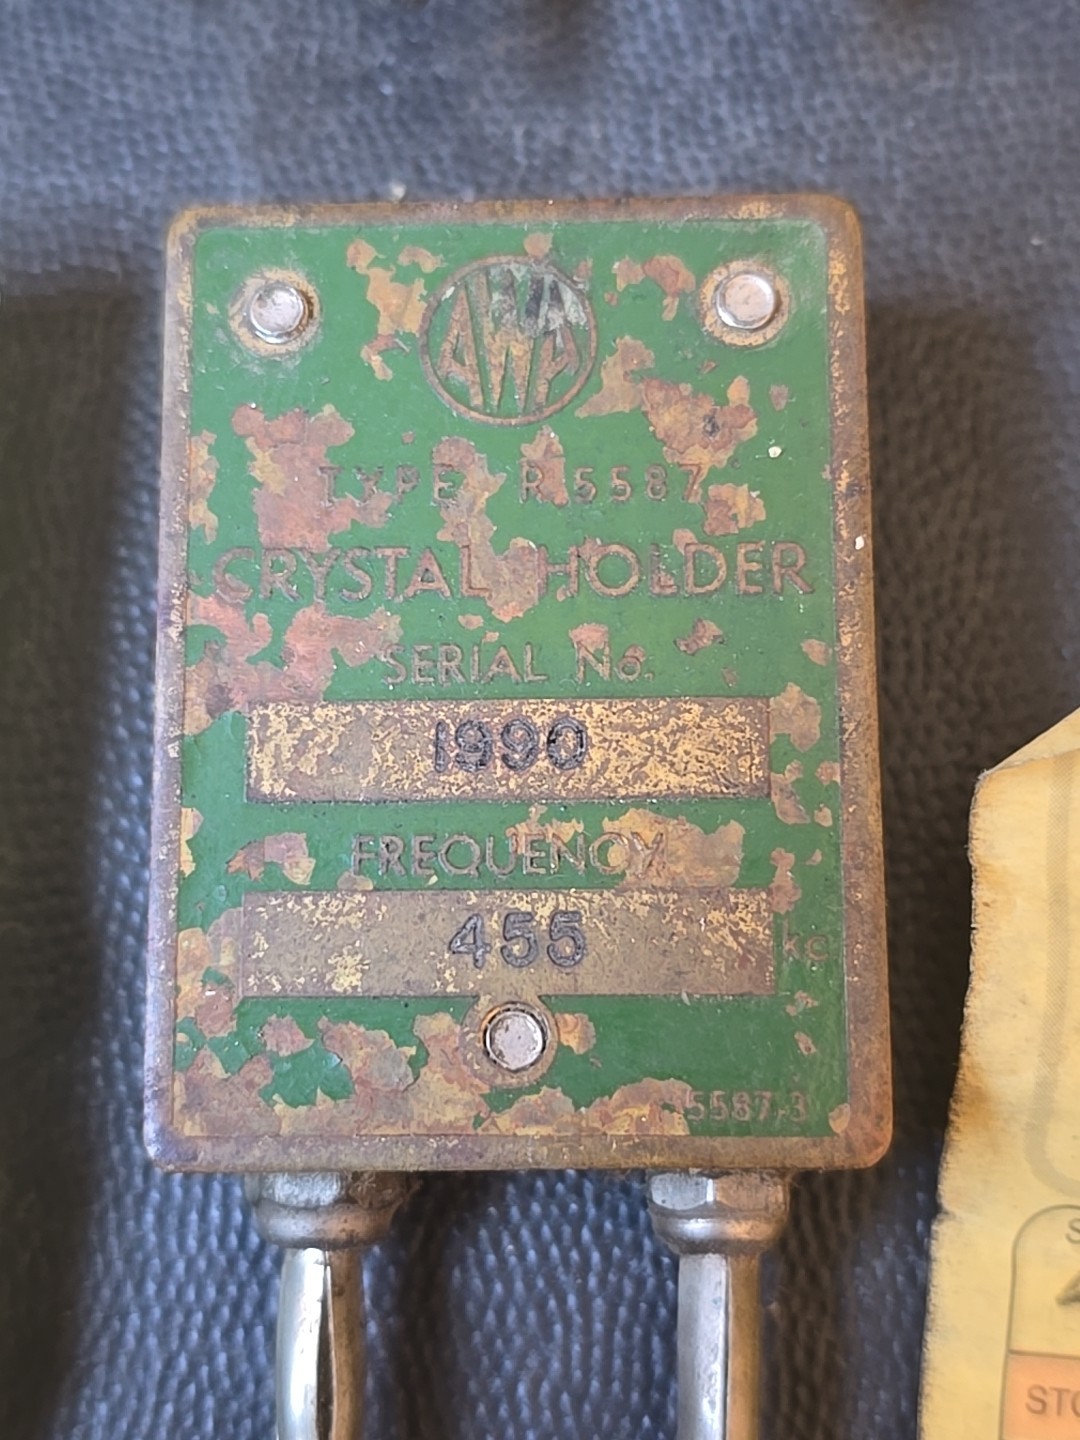 AWA
TYPE R5587
CRYSTAL HOLDER
SERIAL No.
1990
FREQUENCY
455 kc
5587.3